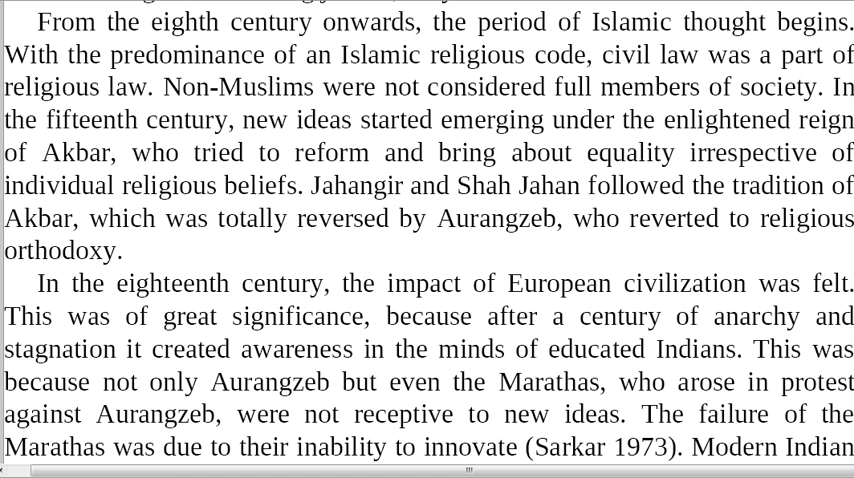 From the eighth century onwards, the period of Islamic thought begins.
With the predominance of an Islamic religious code, civil law was a part of
religious law. Non-Muslims were not considered full members of society. In
the fifteenth century, new ideas started emerging under the enlightened reign
of Akbar, who tried to reform and bring about equality irrespective of
individual religious beliefs. Jahangir and Shah Jahan followed the tradition of
Akbar, which was totally reversed by Aurangzeb, who reverted to religious
orthodoxy.
In the eighteenth century, the impact of European civilization was felt.
This was of great significance, because after a century of anarchy and
stagnation it created awareness in the minds of educated Indians. This was
because not only Aurangzeb but even the Marathas, who arose in protest
against Aurangzeb, were not receptive to new ideas. The failure of the
Marathas was due to their inability to innovate (Sarkar 1973). Modern Indian